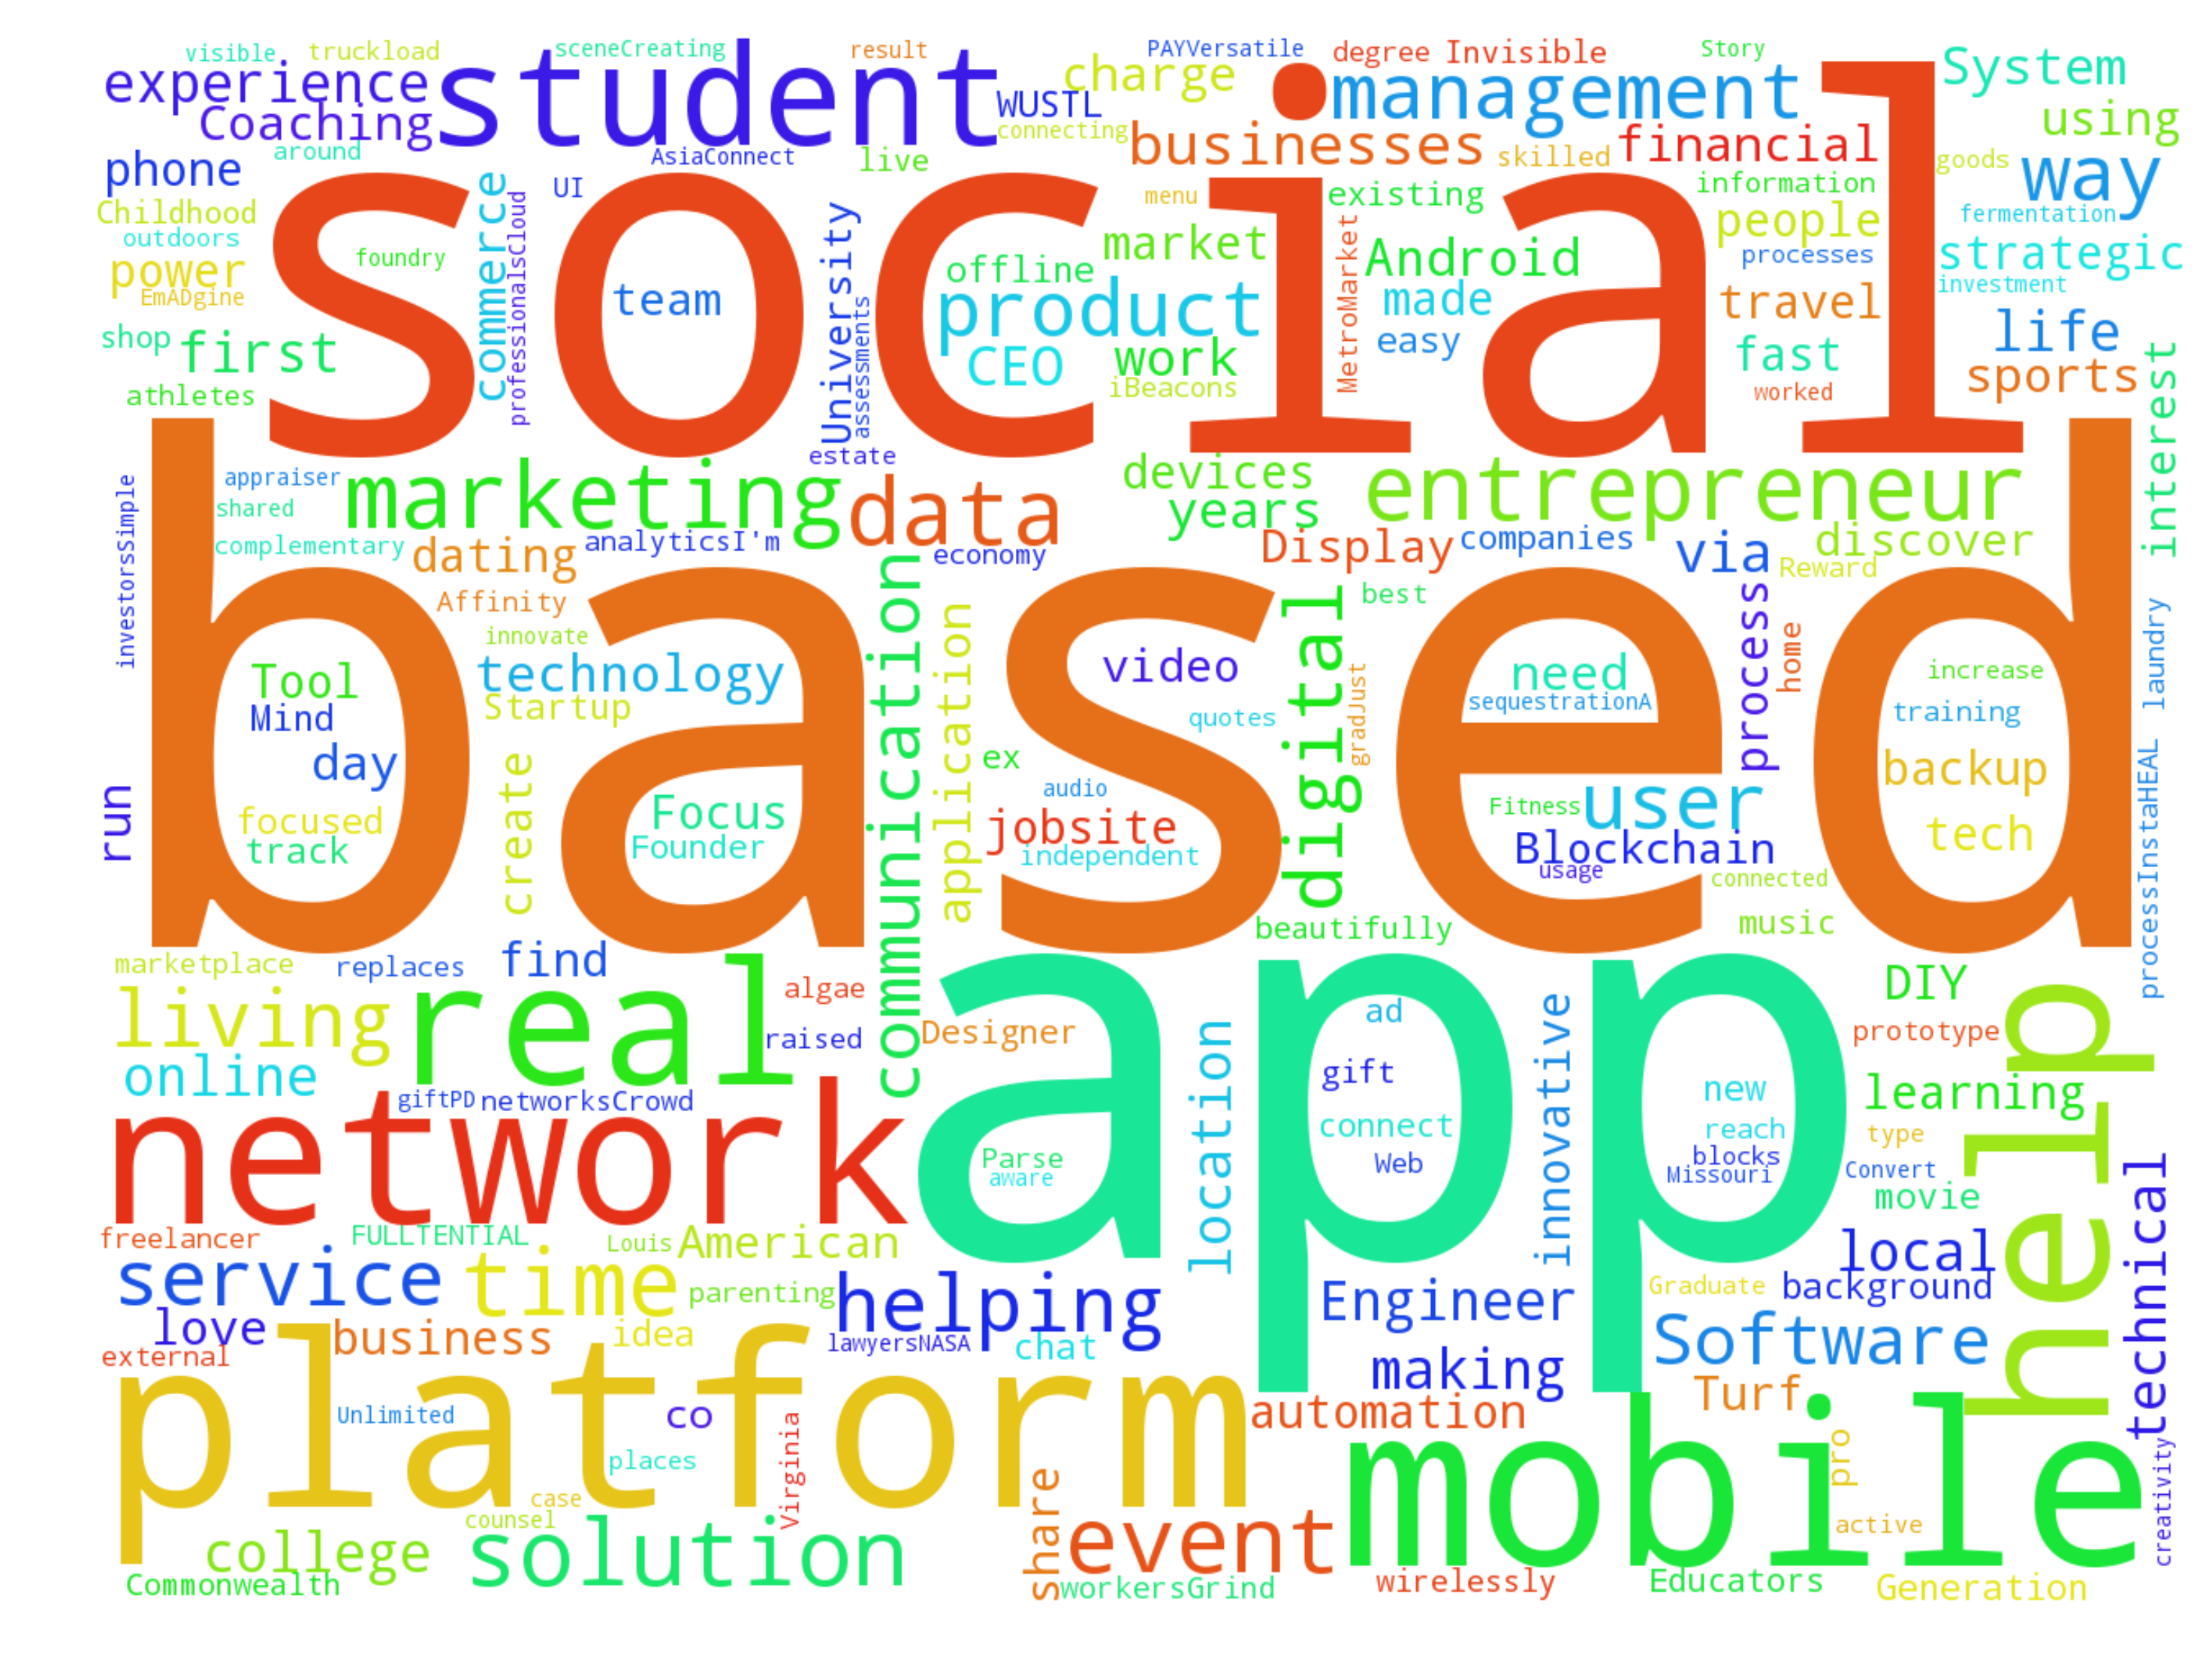 visible
truckload
sceneCreating
result
PAYVersatile
degree
Invisible
Story
experience
student
charge
management
System
Coaching
WUSTL
connecting
businesses
skilled
financial
using
around
phone
AsiaConnect
live
goods
way
social
commerce
UI
professionalsCloud
University
menu
existing
information
Childhood
outdoors
people
fermentation
power
foundry
EmADgine
team
offline
market
Android
processes
strategic
investment
product
MetroMarket
made
travel
shop
first
CEO
work
easy
fast
life
assessments
iBeacons
worked
sports
athletes
interest
estate
based
investorsSimple
appraiser
marketing
data
devices
entrepreneur
shared
years
complementary
dating
analyticsI'm
economy
Display
companies
via
discover
Reward
Affinity
best
innovate
communication
application
digital
process
home
laundry
Tool
technology
video
need
increase
Mind
Startup
quotes
sequestrationA
training
gradJust
day
create
ex
backup
run
audio
focused
Focus
jobsite
Fitness
user
tech
track
Founder
independent
Blockchain
usage
connected
processInstaHEAL
beautifully
music
marketplace
replaces
find
real
algae
app
DIY
help
living
raised
Designer
ad
prototype
online
location
gift
innovative
new
learning
giftPD
networksCrowd
network
connect
reach
type
Parse
aware
Web
blocks
Missouri
Convert
movie
technical
freelancer
FULLTENTIAL
Louis
American
local
service
time
parenting
helping
Engineer
Graduate
background
love
business
idea
lawyersNASA
chat
Software
external
making
platform
Unlimited
co
Virginia
automation
Turf
mobile
places
pro
creativity
case
share
counsel
event
active
college
solution
Commonwealth
workersGrind
wirelessly
Educators
Generation